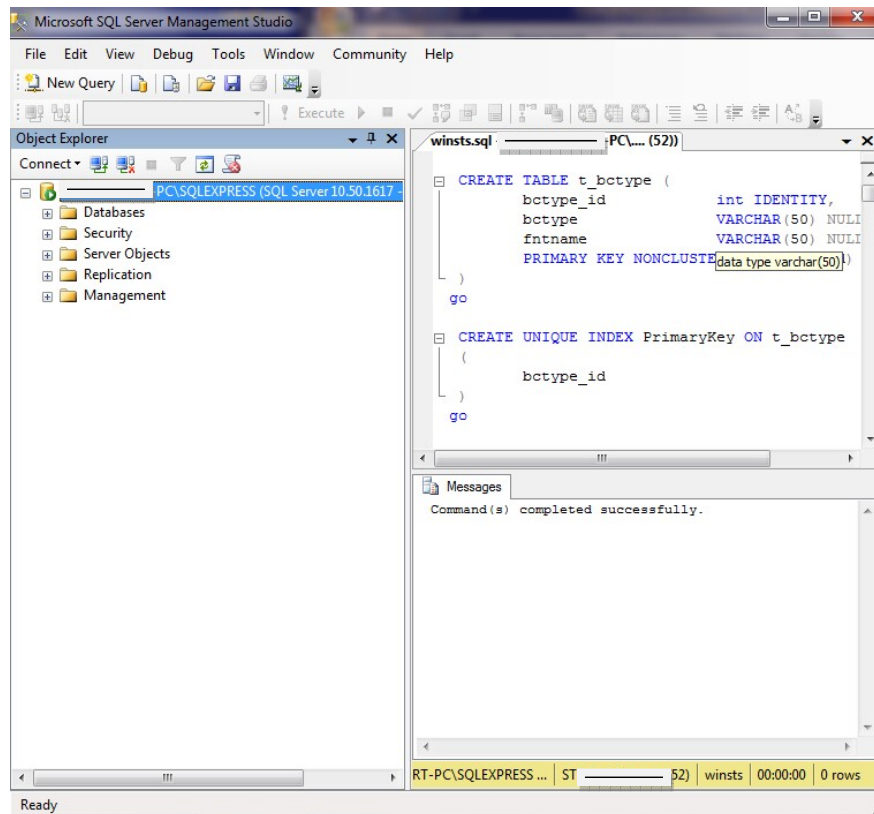 Microsoft SQL Server Management Studio
File Edit View Debug Tools Window Community Help
New Query
Execute
Object Explorer
Connect
PC\SQLEXPRESS (SQL Server 10.50.1617 -
Databases
Security
Server Objects
Replication
Management
winsts.sql - PC\.... (52))
CREATE TABLE t_bctype (
bctype_id int IDENTITY,
bctype VARCHAR(50) NULL
fntname VARCHAR(50) NULL
PRIMARY KEY NONCLUSTE
data type varchar(50)
)
go
CREATE UNIQUE INDEX PrimaryKey ON t_bctype
(
bctype_id
)
go
Messages
Command(s) completed successfully.
RT-PC\SQLEXPRESS ... ST 52) winsts 00:00:00 0 rows
Ready